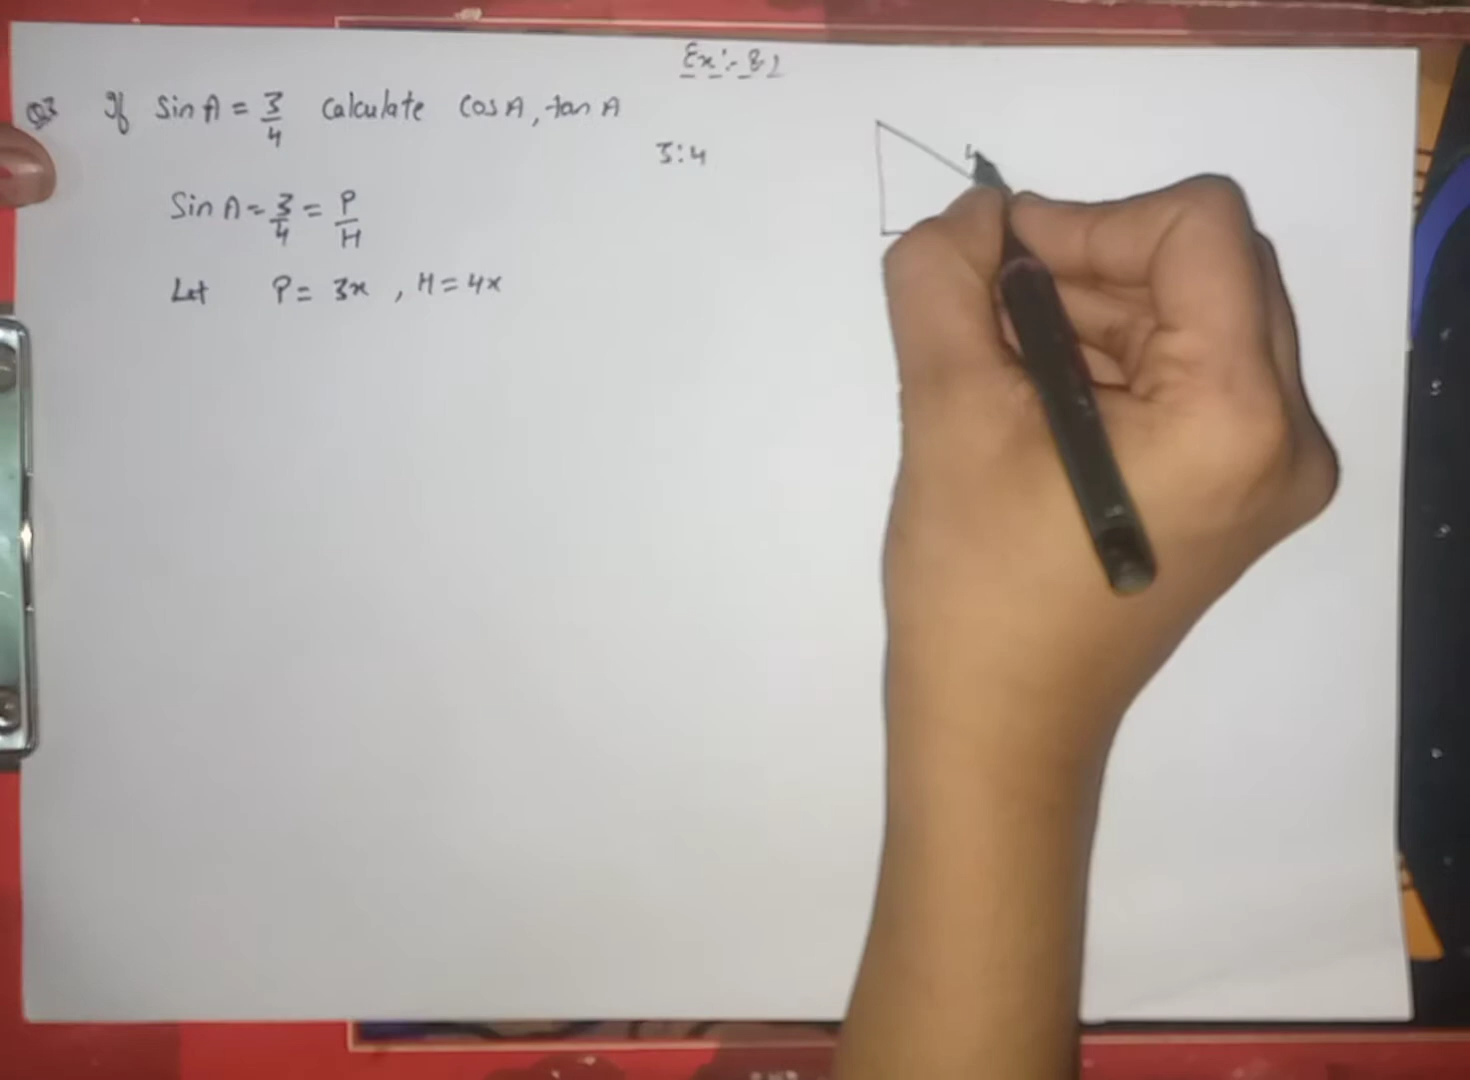 Ex:- 8.1
Q3 If Sin A = 3/4 calculate cos A, tan A
3:4
Sin A = 3/4 = P/H
Let P = 3x , H = 4x
4